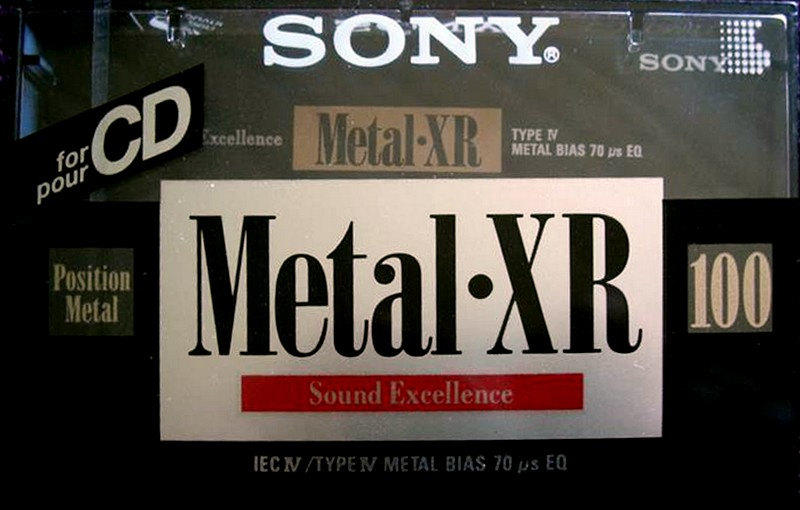 SONY®
SONY
for CD
pour
Excellence
Metal·XR
TYPE IV
METAL BIAS 70 µs EQ
Metal·XR
Position
Metal
100
Sound Excellence
IEC IV /TYPE IV METAL BIAS 70 µs EQ